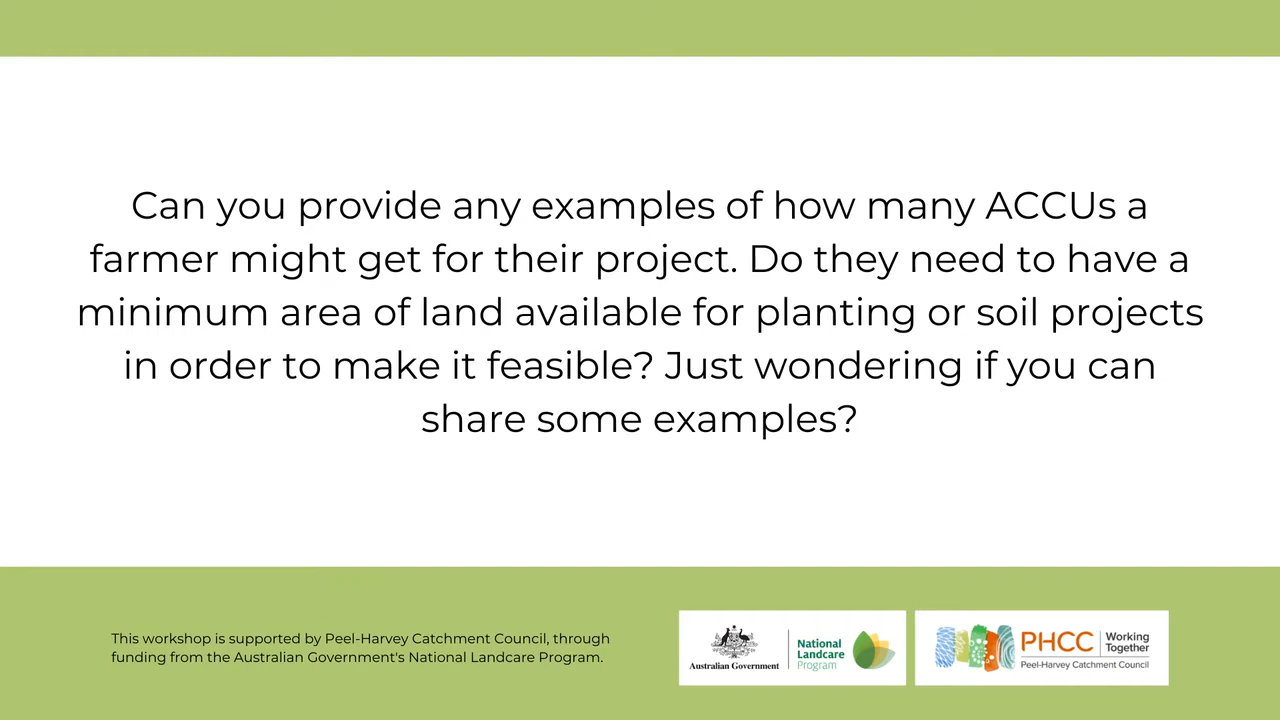 Can you provide any examples of how many ACCUs a
farmer might get for their project. Do they need to have a
minimum area of land available for planting or soil projects
in order to make it feasible? Just wondering if you can
share some examples?
This workshop is supported by Peel-Harvey Catchment Council, through
funding from the Australian Government's National Landcare Program.
Australian Government
National
Landcare
Program
PHCC
Working
Together
Peel-Harvey Catchment Council